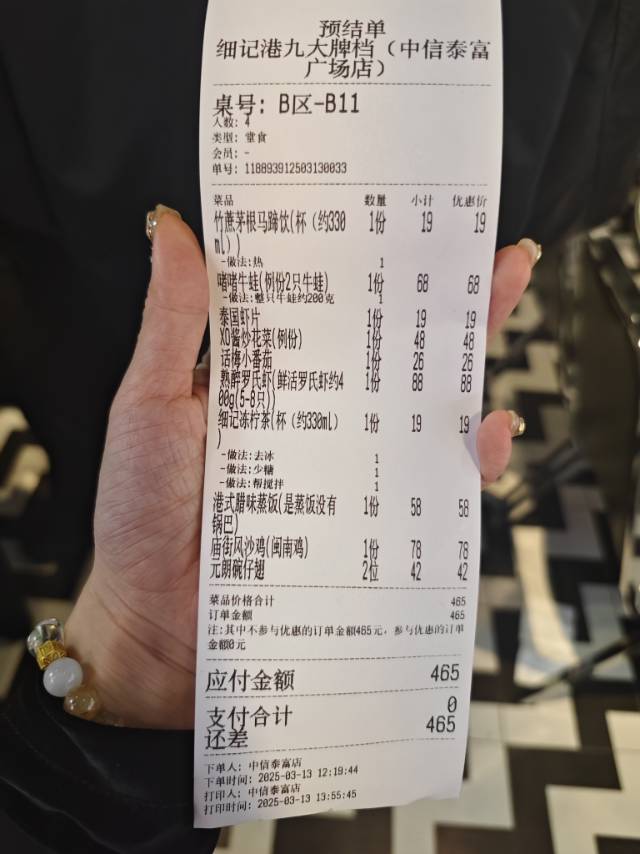 预结单
细记港九大牌档（中信泰富
广场店）
桌号: B区-B11
人数: 4
类型: 堂食
会员: -
单号: 118893912503130033
菜品 数量 小计 优惠价
竹蔗茅根马蹄饮(杯（约330 1份 19 19
ml）)
-做法:热 1
啫啫牛蛙(例份2只牛蛙) 1份 68 68
-做法:整只牛蛙约200克 1
泰国虾片 1份 19 19
XO酱炒花菜(例份) 1份 48 48
话梅小番茄 1份 26 26
熟醉罗氏虾(鲜活罗氏虾约4 1份 88 88
00g(5-8只))
细记冻柠茶(杯（约330ml） 1份 19 19
)
-做法:去冰 1
-做法:少糖 1
-做法:帮搅拌 1
港式腊味蒸饭(是蒸饭没有 1份 58 58
锅巴)
庙街风沙鸡(闽南鸡) 1份 78 78
元朗碗仔翅 2位 42 42
菜品价格合计 465
订单金额 465
注:其中不参与优惠的订单金额465元，参与优惠的订单
金额0元
应付金额 465
支付合计 0
还差 465
下单人: 中信泰富店
下单时间: 2025-03-13 12:19:44
打印人: 中信泰富店
打印时间: 2025-03-13 13:55:45